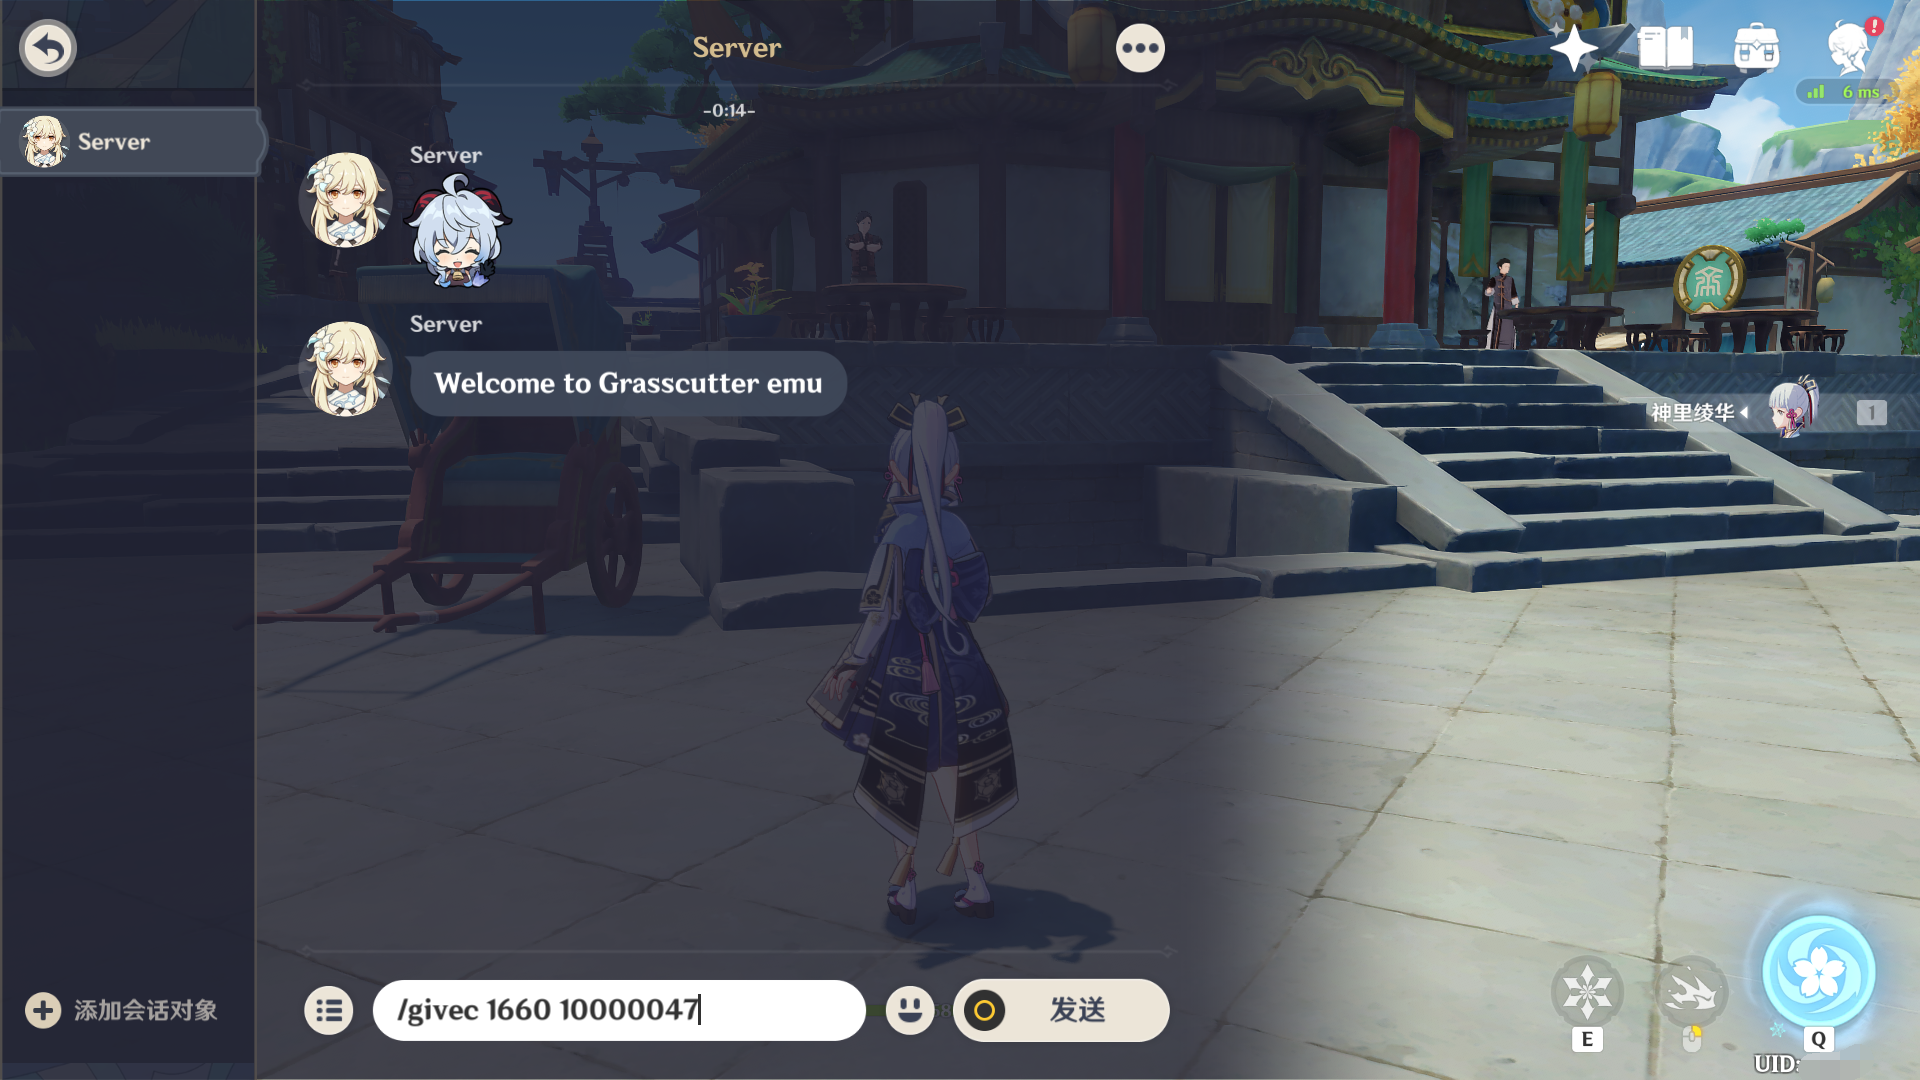 Server
6 ms
Server
-0:14-
Server
Server
Welcome to Grasscutter emu
神里绫华
1
添加会话对象
/givec 1660 10000047
发送
E
Q
UID: